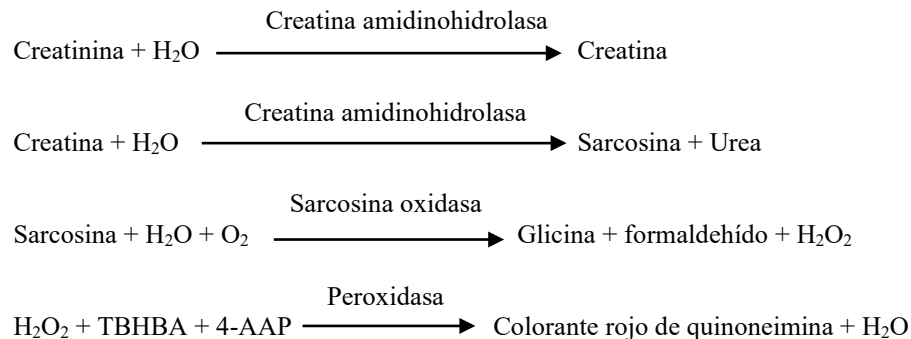 Creatina amidinohidrolasa
Creatinina + H₂O Creatina
Creatina amidinohidrolasa
Creatina + H₂O Sarcosina + Urea
Sarcosina oxidasa
Sarcosina + H₂O + O₂ Glicina + formaldehído + H₂O₂
Peroxidasa
H₂O₂ + TBHBA + 4-AAP Colorante rojo de quinoneimina + H₂O